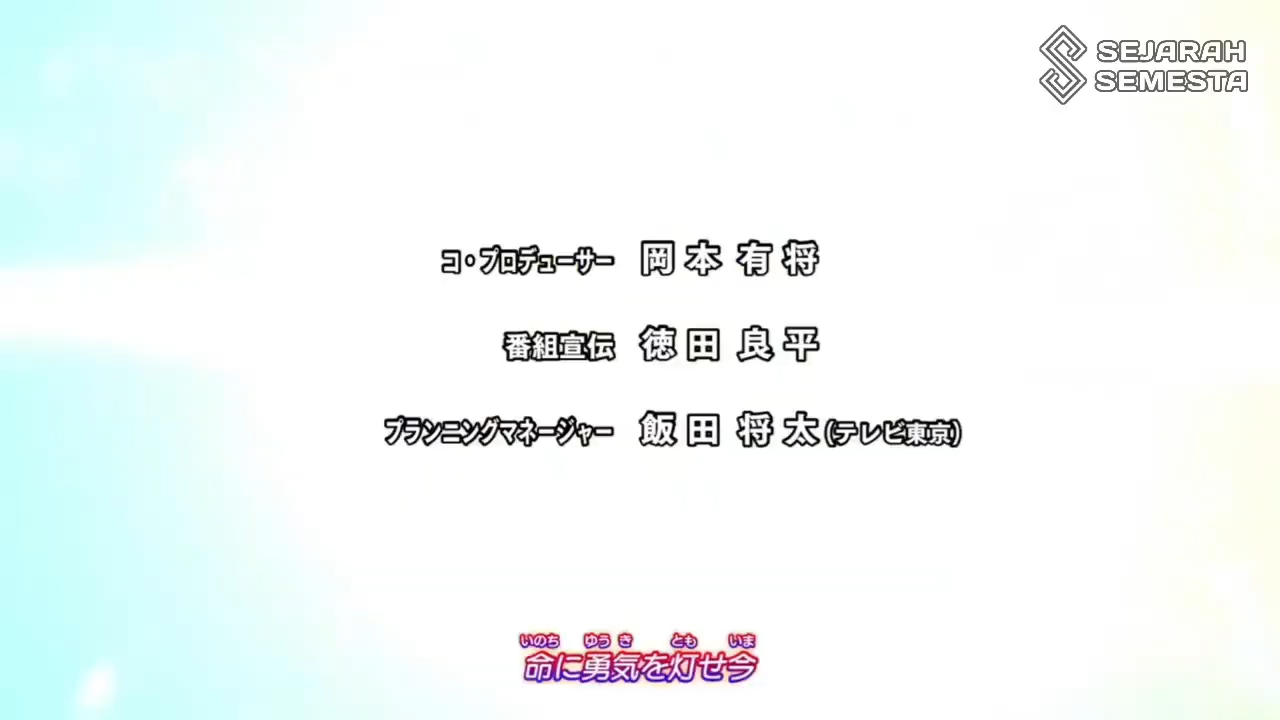 SEJARAH
SEMESTA
コ・プロデューサー 岡本有将
番組宣伝 徳田良平
プランニングマネージャー 飯田将太(テレビ東京)
いのち ゆうき とも いま
命に勇気を灯せ今